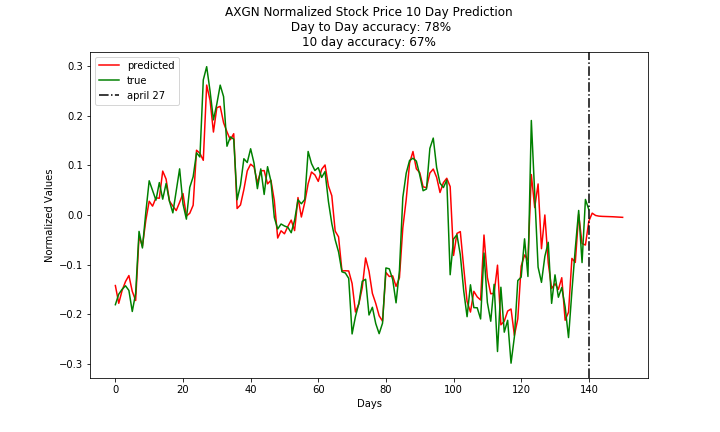 AXGN Normalized Stock Price 10 Day Prediction
Day to Day accuracy: 78%
10 day accuracy: 67%
predicted
true
april 27
Normalized Values
0.3
0.2
0.1
0.0
−0.1
−0.2
−0.3
0 20 40 60 80 100 120 140
Days